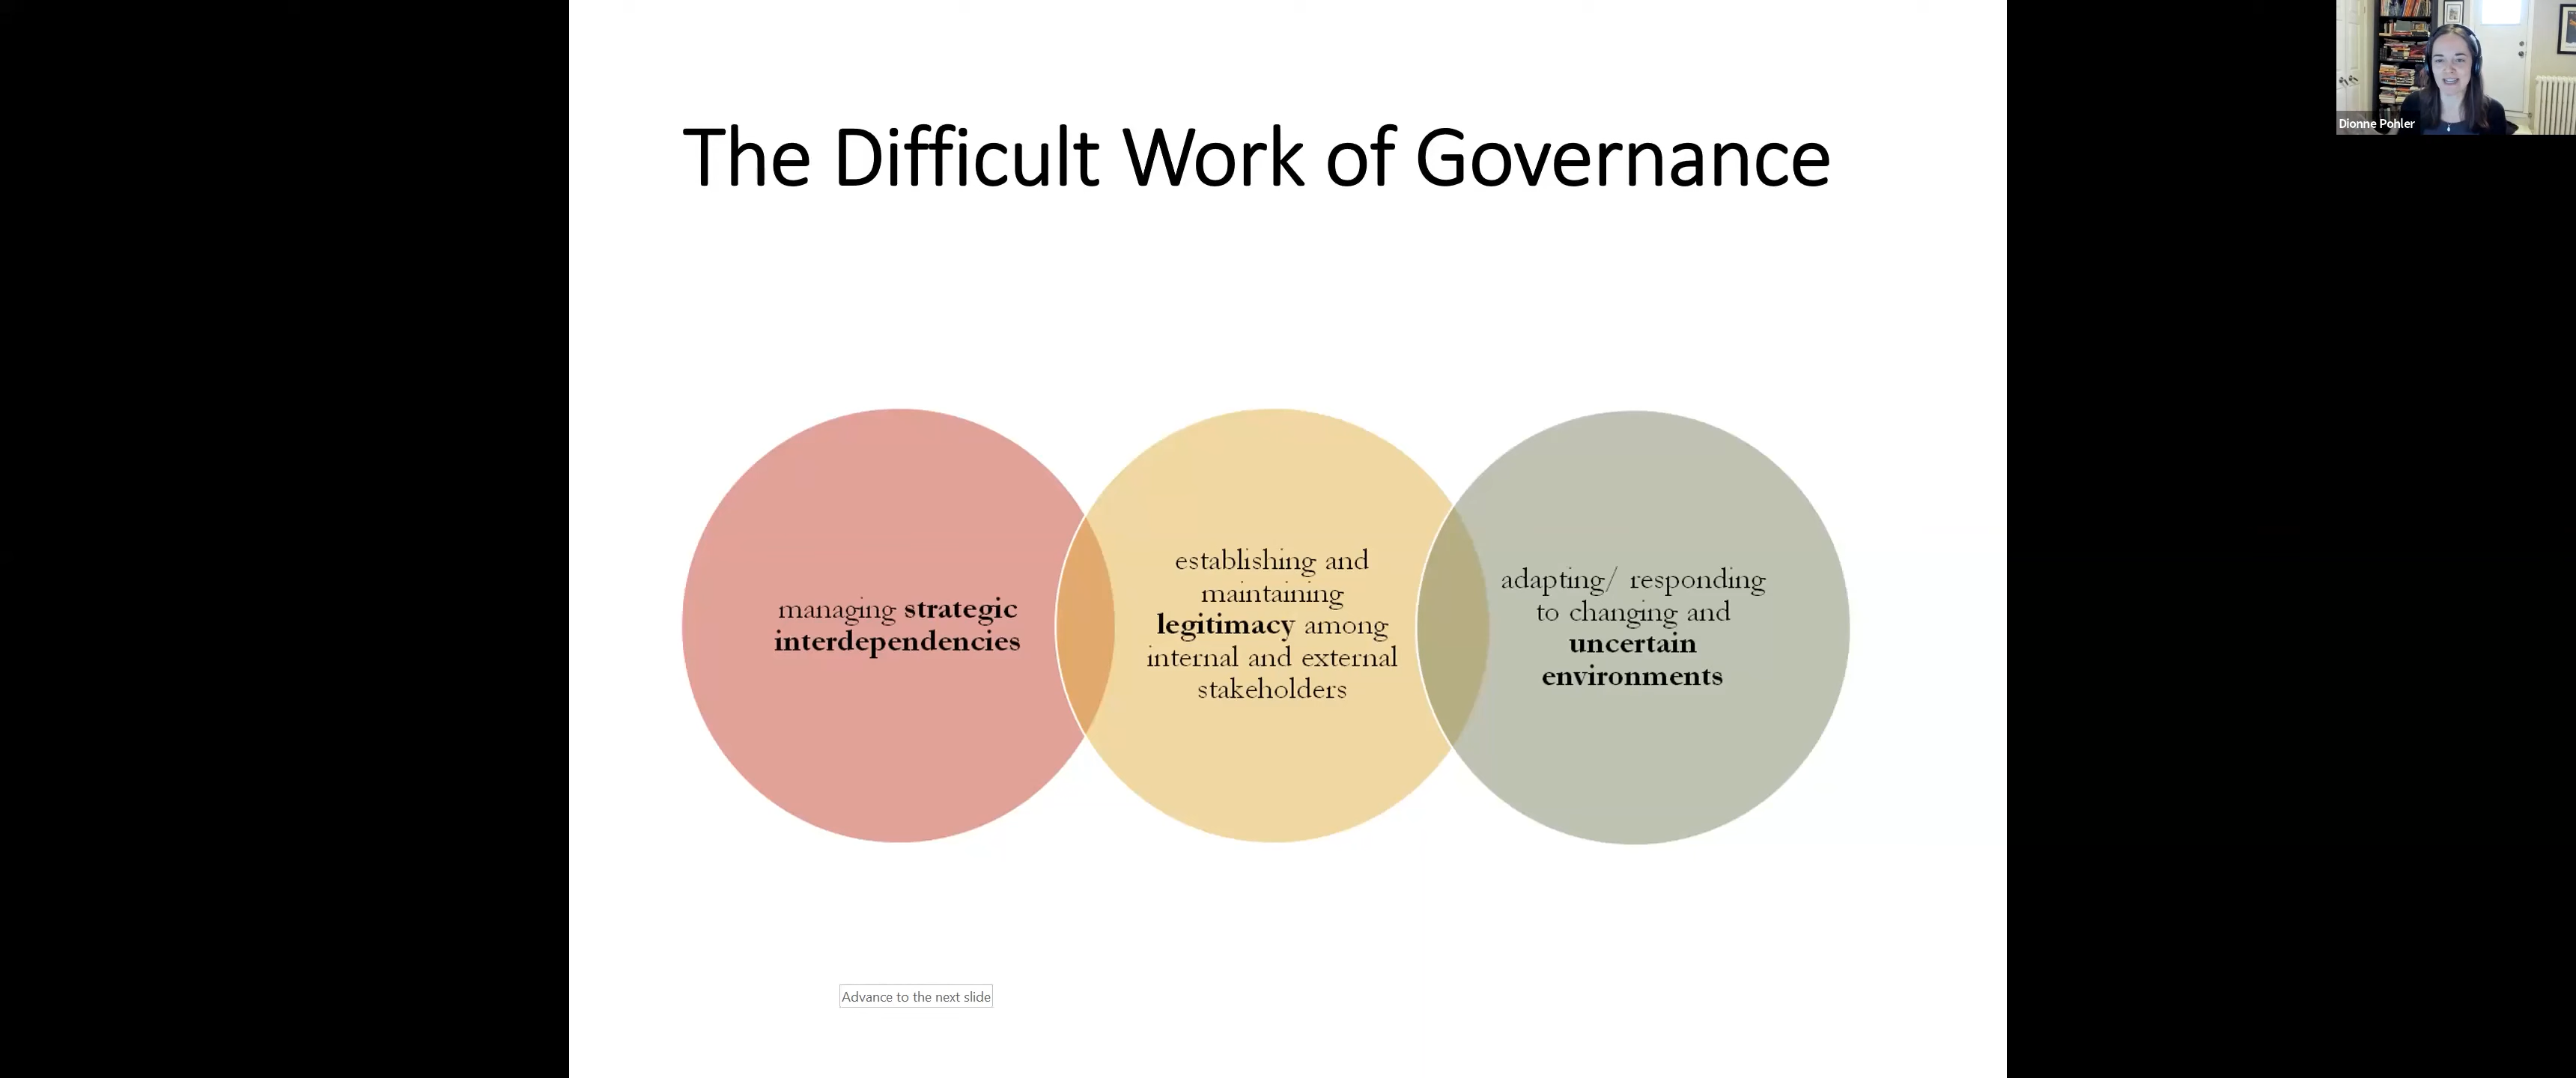 The Difficult Work of Governance
Dionne Pohler
managing strategic
interdependencies
establishing and
maintaining
legitimacy among
internal and external
stakeholders
adapting/ responding
to changing and
uncertain
environments
Advance to the next slide